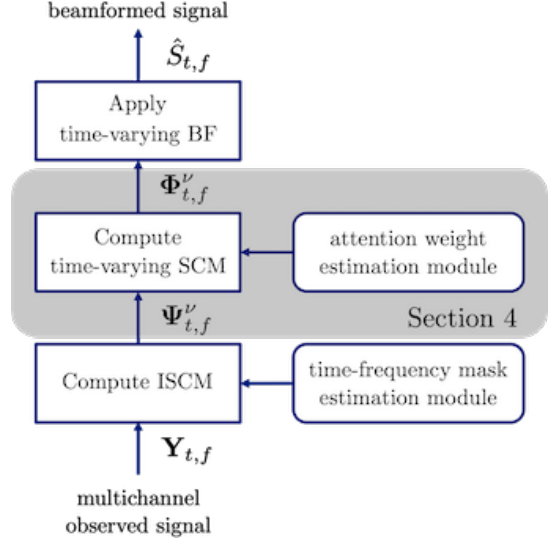 beamformed signal
Ŝ_{t,f}
Apply
time-varying BF
Φ^ν_{t,f}
Compute
time-varying SCM
attention weight
estimation module
Ψ^ν_{t,f}
Section 4
Compute ISCM
time-frequency mask
estimation module
Y_{t,f}
multichannel
observed signal